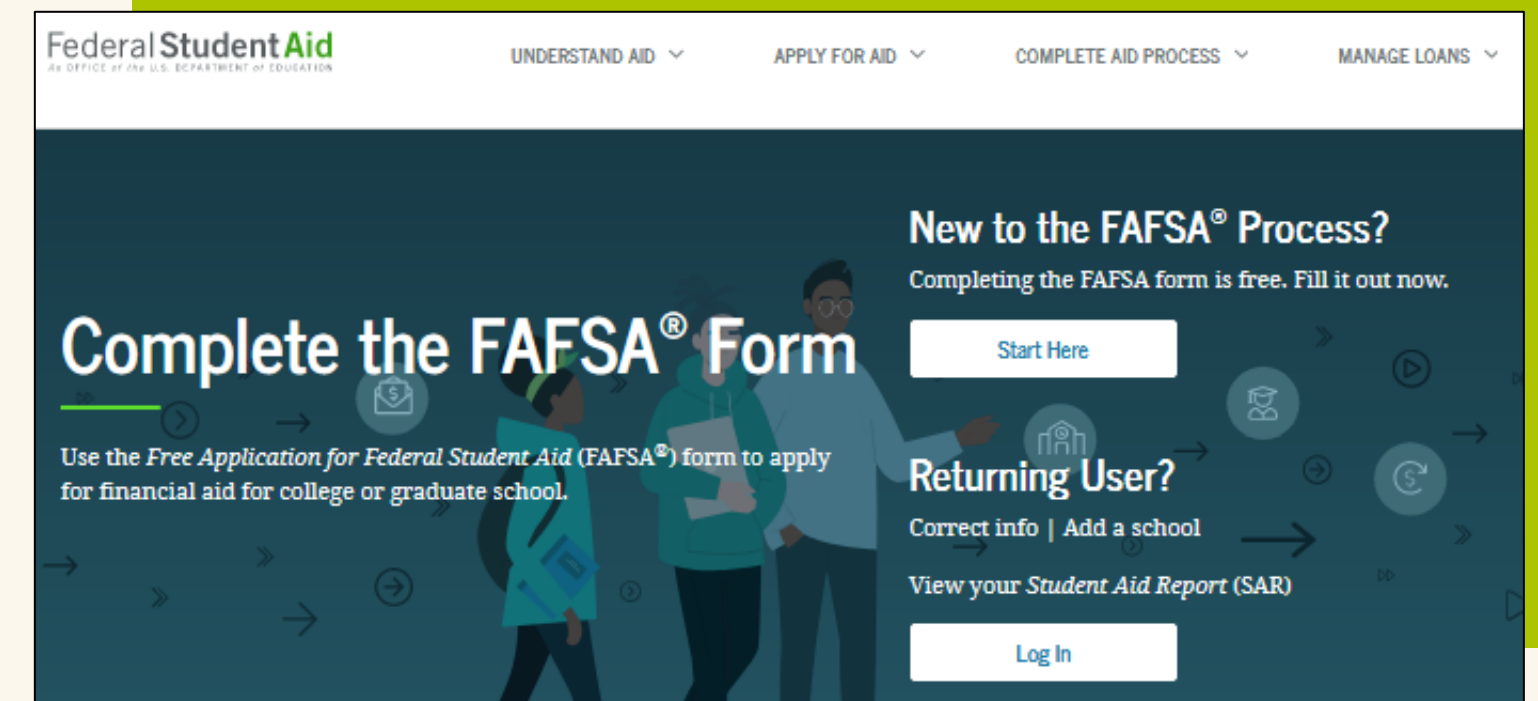 Federal Student Aid
An OFFICE of the U.S. DEPARTMENT of EDUCATION
UNDERSTAND AID
APPLY FOR AID
COMPLETE AID PROCESS
MANAGE LOANS
Complete the FAFSA® Form
Use the Free Application for Federal Student Aid (FAFSA®) form to apply
for financial aid for college or graduate school.
New to the FAFSA® Process?
Completing the FAFSA form is free. Fill it out now.
Start Here
Returning User?
Correct info | Add a school
View your Student Aid Report (SAR)
Log In